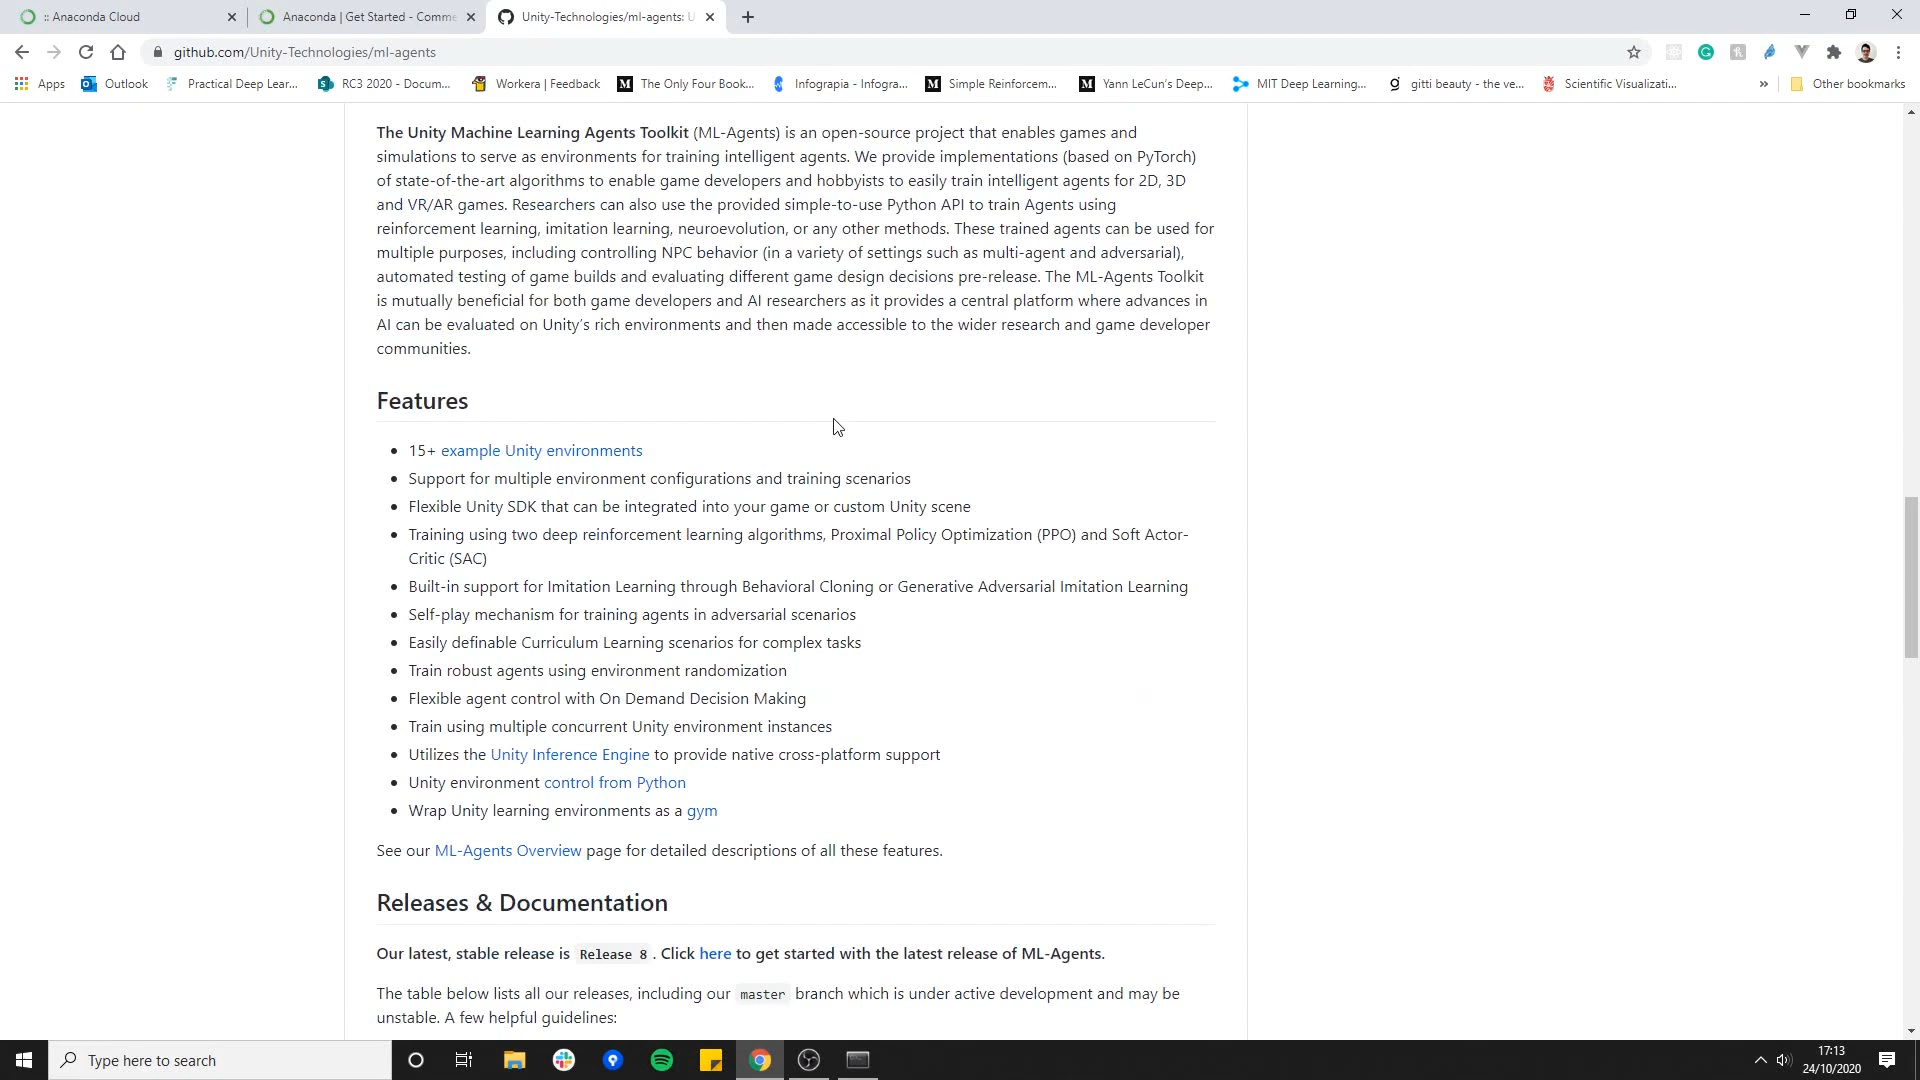 :: Anaconda Cloud
Anaconda | Get Started - Comme
Unity-Technologies/ml-agents: U
github.com/Unity-Technologies/ml-agents
Apps
Outlook
Practical Deep Lear...
RC3 2020 - Docum...
Workera | Feedback
The Only Four Book...
Infograpia - Infogra...
Simple Reinforcem...
Yann LeCun's Deep...
MIT Deep Learning...
gitti beauty - the ve...
Scientific Visualizati...
»
Other bookmarks
The Unity Machine Learning Agents Toolkit (ML-Agents) is an open-source project that enables games and
simulations to serve as environments for training intelligent agents. We provide implementations (based on PyTorch)
of state-of-the-art algorithms to enable game developers and hobbyists to easily train intelligent agents for 2D, 3D
and VR/AR games. Researchers can also use the provided simple-to-use Python API to train Agents using
reinforcement learning, imitation learning, neuroevolution, or any other methods. These trained agents can be used for
multiple purposes, including controlling NPC behavior (in a variety of settings such as multi-agent and adversarial),
automated testing of game builds and evaluating different game design decisions pre-release. The ML-Agents Toolkit
is mutually beneficial for both game developers and AI researchers as it provides a central platform where advances in
AI can be evaluated on Unity's rich environments and then made accessible to the wider research and game developer
communities.
Features
• 15+ example Unity environments
• Support for multiple environment configurations and training scenarios
• Flexible Unity SDK that can be integrated into your game or custom Unity scene
• Training using two deep reinforcement learning algorithms, Proximal Policy Optimization (PPO) and Soft Actor-
Critic (SAC)
• Built-in support for Imitation Learning through Behavioral Cloning or Generative Adversarial Imitation Learning
• Self-play mechanism for training agents in adversarial scenarios
• Easily definable Curriculum Learning scenarios for complex tasks
• Train robust agents using environment randomization
• Flexible agent control with On Demand Decision Making
• Train using multiple concurrent Unity environment instances
• Utilizes the Unity Inference Engine to provide native cross-platform support
• Unity environment control from Python
• Wrap Unity learning environments as a gym
See our ML-Agents Overview page for detailed descriptions of all these features.
Releases & Documentation
Our latest, stable release is Release 8 . Click here to get started with the latest release of ML-Agents.
The table below lists all our releases, including our master branch which is under active development and may be
unstable. A few helpful guidelines:
Type here to search
17:13
24/10/2020